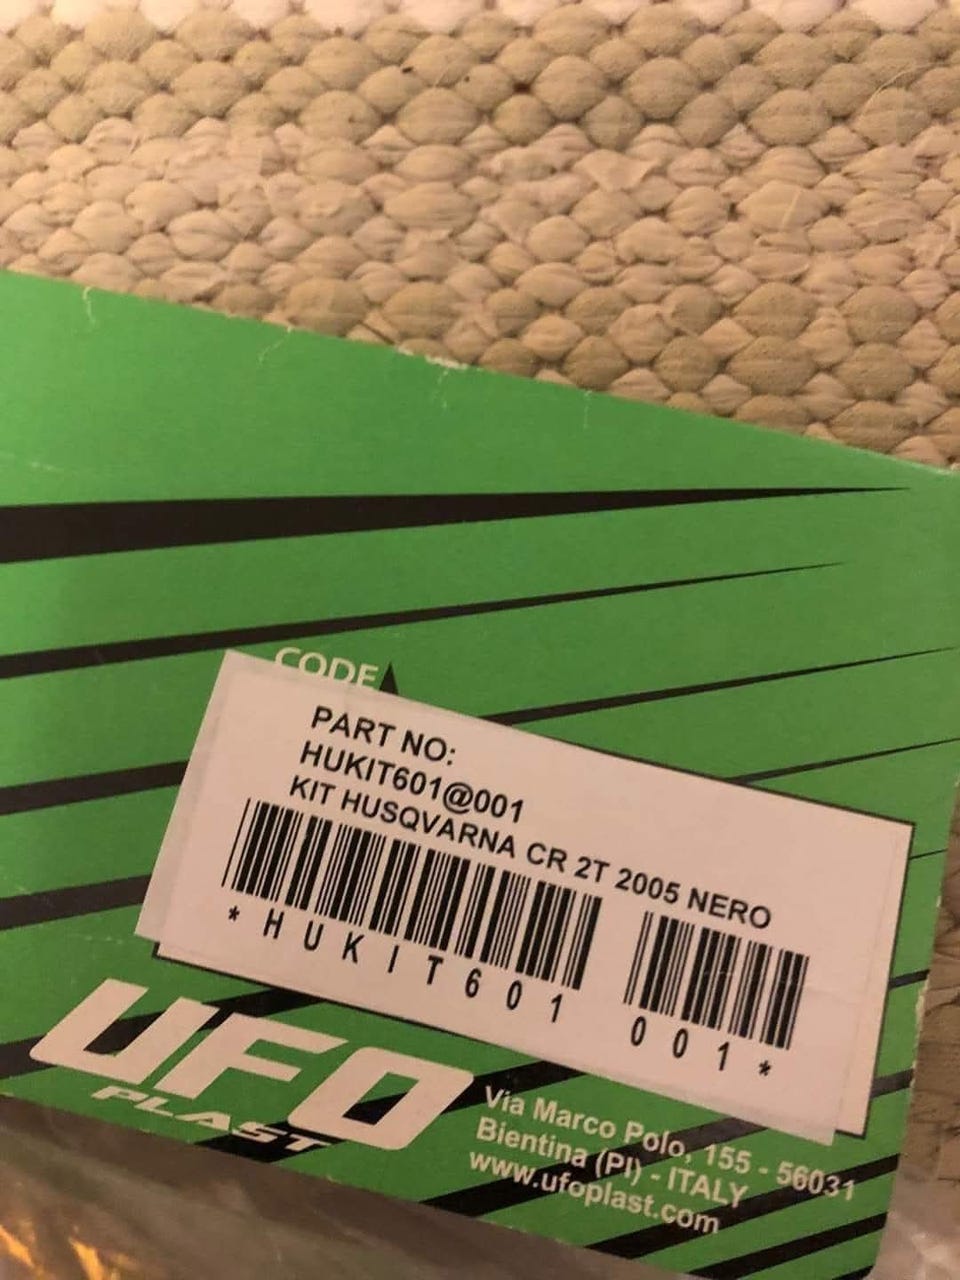 CODE
PART NO:
HUKIT601@001
KIT HUSQVARNA CR 2T 2005 NERO
*HUKIT601 001*
UFO
PLAST
Via Marco Polo, 155 - 56031
Bientina (PI) - ITALY
www.ufoplast.com